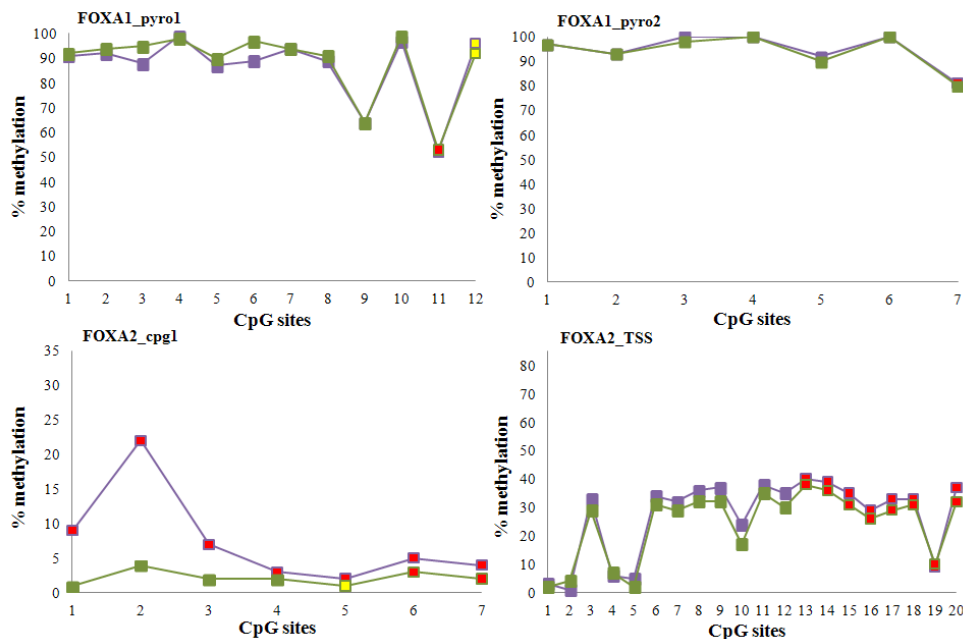 FOXA1_pyro1
% methylation
100
90
80
70
60
50
40
30
20
10
0
1 2 3 4 5 6 7 8 9 10 11 12
CpG sites
FOXA1_pyro2
% methylation
100
90
80
70
60
50
40
30
20
10
0
1 2 3 4 5 6 7
CpG sites
FOXA2_cpg1
% methylation
35
30
25
20
15
10
5
0
1 2 3 4 5 6 7
CpG sites
FOXA2_TSS
% methylation
80
70
60
50
40
30
20
10
0
1 2 3 4 5 6 7 8 9 10 11 12 13 14 15 16 17 18 19 20
CpG sites